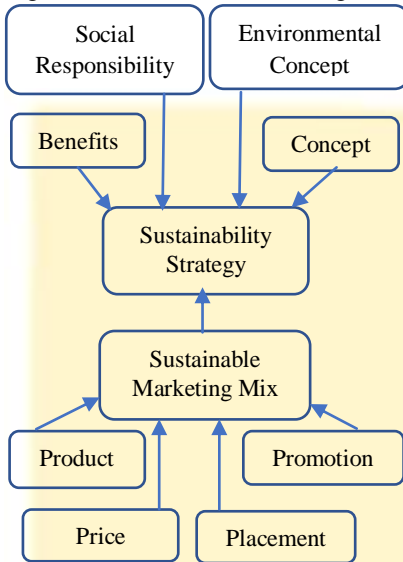 Social
Responsibility
Environmental
Concept
Benefits
Concept
Sustainability
Strategy
Sustainable
Marketing Mix
Product
Promotion
Price
Placement